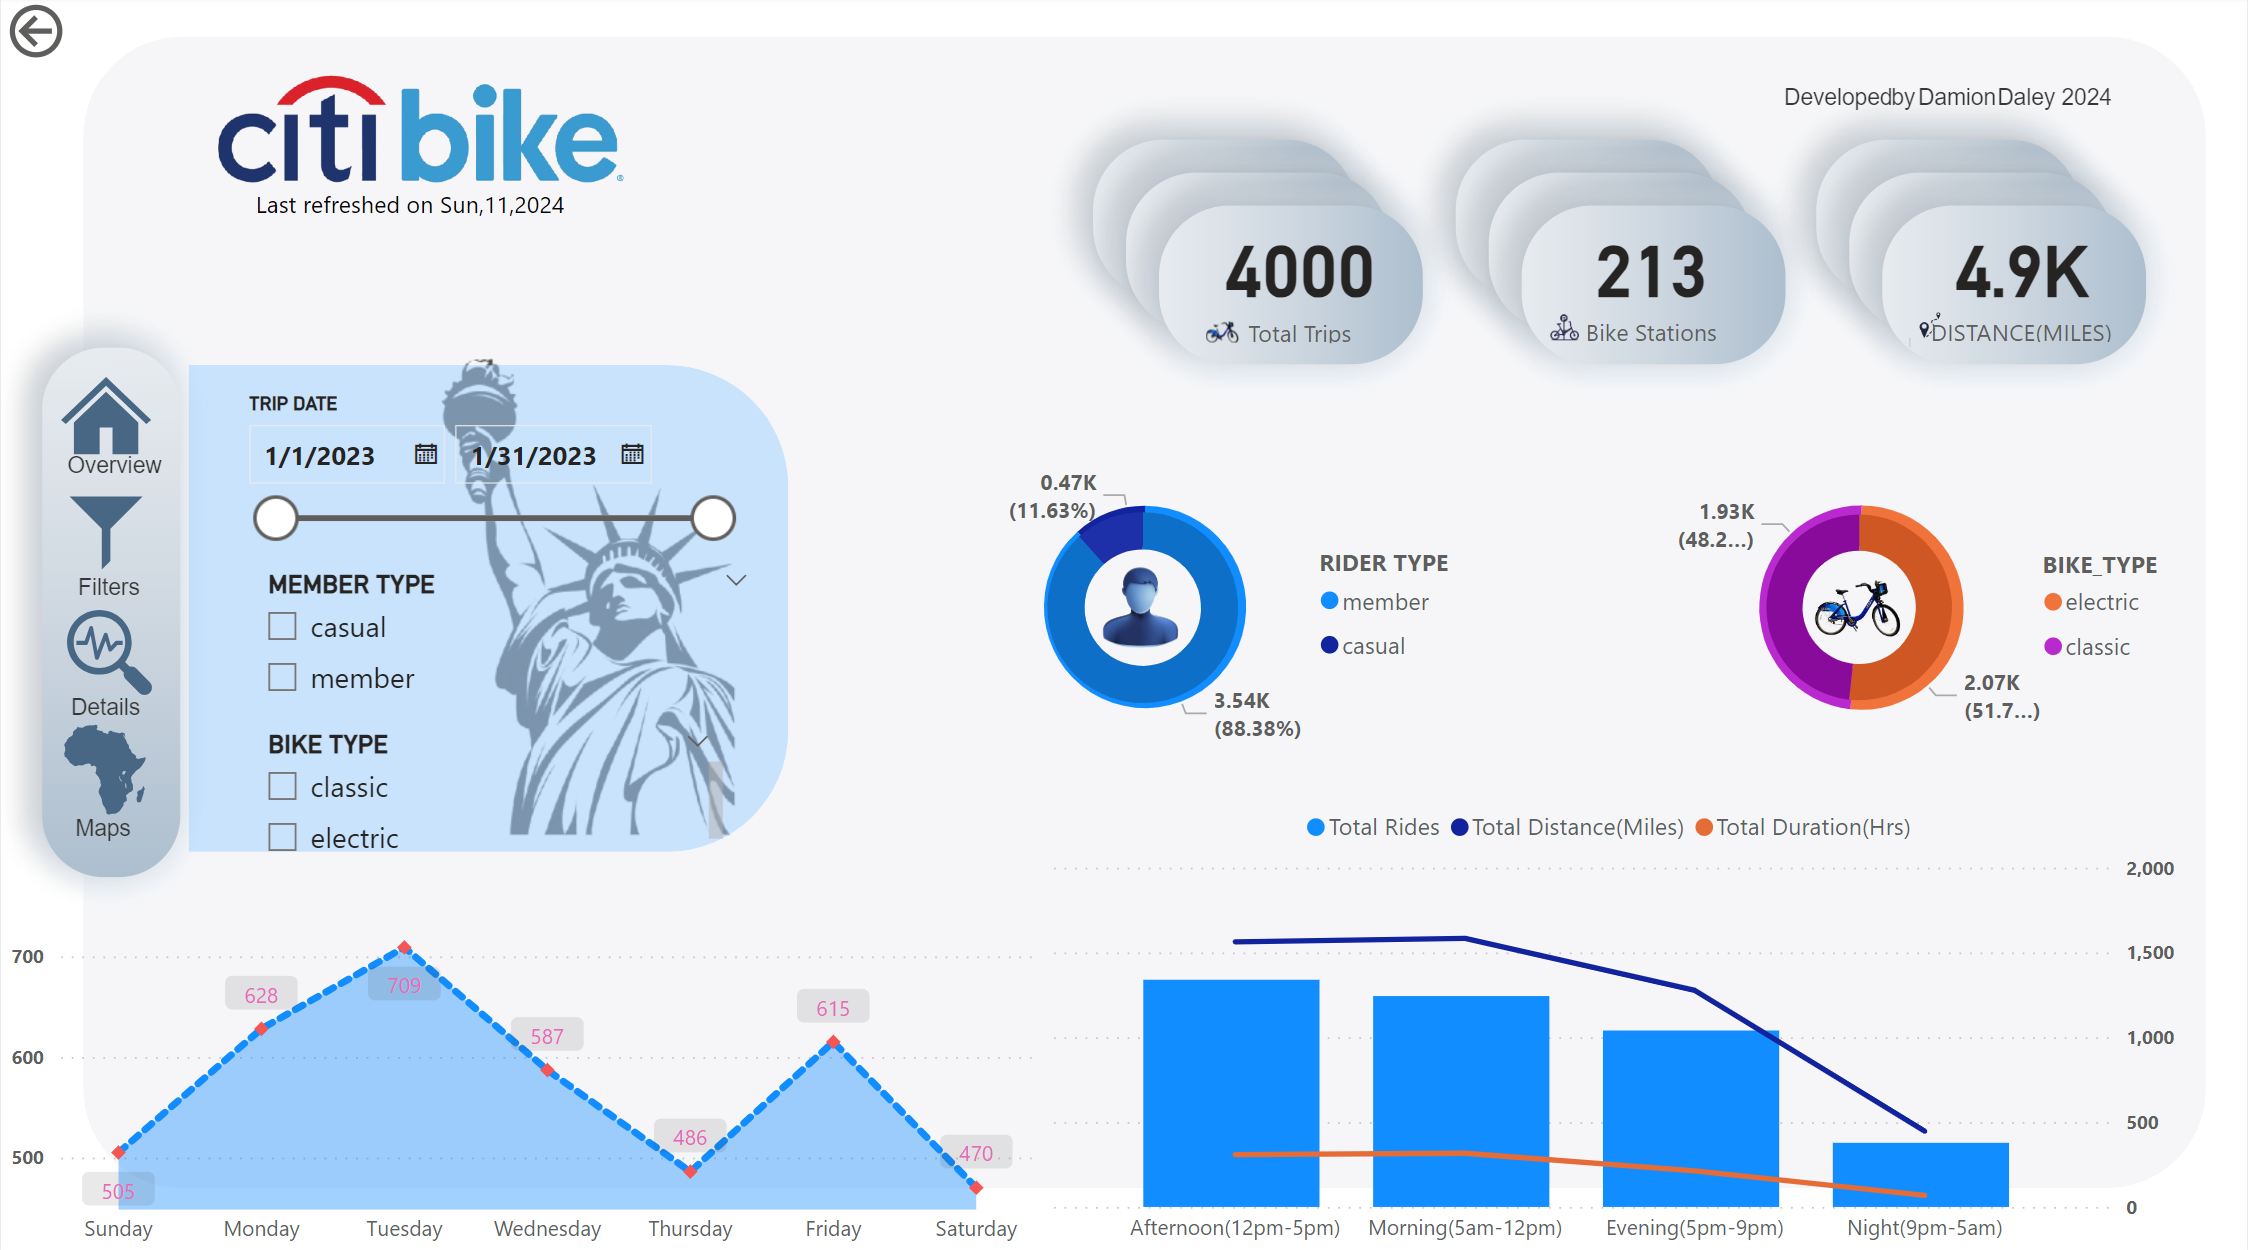 citi bike
Last refreshed on Sun,11,2024
Developedby DamionDaley 2024
4000
Total Trips
213
Bike Stations
4.9K
DISTANCE(MILES)
Overview
Filters
Details
Maps
TRIP DATE
1/1/2023
1/31/2023
MEMBER TYPE
casual
member
BIKE TYPE
classic
electric
0.47K
(11.63%)
3.54K
(88.38%)
RIDER TYPE
member
casual
1.93K
(48.2...)
2.07K
(51.7...)
BIKE_TYPE
electric
classic
700
600
500
505
628
709
587
486
615
470
Sunday
Monday
Tuesday
Wednesday
Thursday
Friday
Saturday
Total Rides
Total Distance(Miles)
Total Duration(Hrs)
2,000
1,500
1,000
500
0
Afternoon(12pm-5pm)
Morning(5am-12pm)
Evening(5pm-9pm)
Night(9pm-5am)